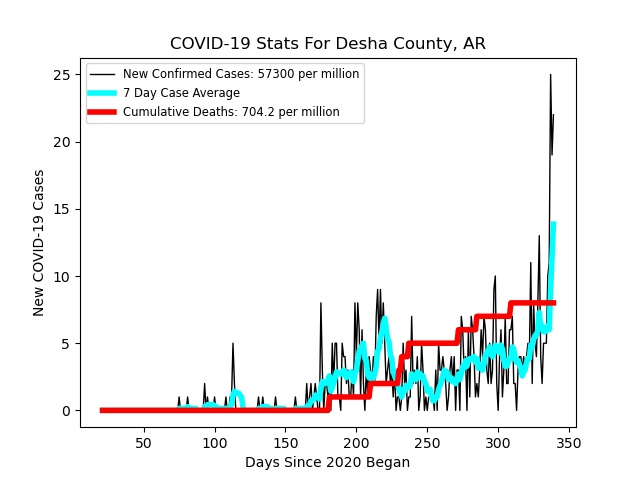 COVID-19 Stats For Desha County, AR
New Confirmed Cases: 57300 per million
7 Day Case Average
Cumulative Deaths: 704.2 per million
New COVID-19 Cases
25
20
15
10
5
0
50
100
150
200
250
300
350
Days Since 2020 Began